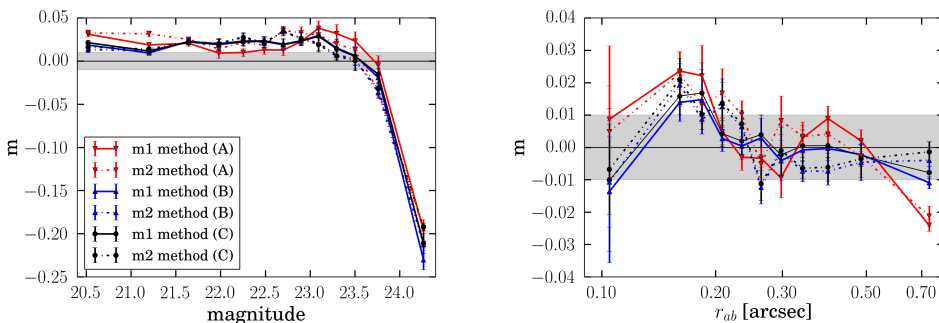 0.05
0.00
−0.05
−0.10
−0.15
−0.20
−0.25
m
m1 method (A)
m2 method (A)
m1 method (B)
m2 method (B)
m1 method (C)
m2 method (C)
20.5 21.0 21.5 22.0 22.5 23.0 23.5 24.0
magnitude
0.04
0.03
0.02
0.01
0.00
−0.01
−0.02
−0.03
−0.04
m
0.10 0.20 0.30 0.50 0.70
r_ab [arcsec]